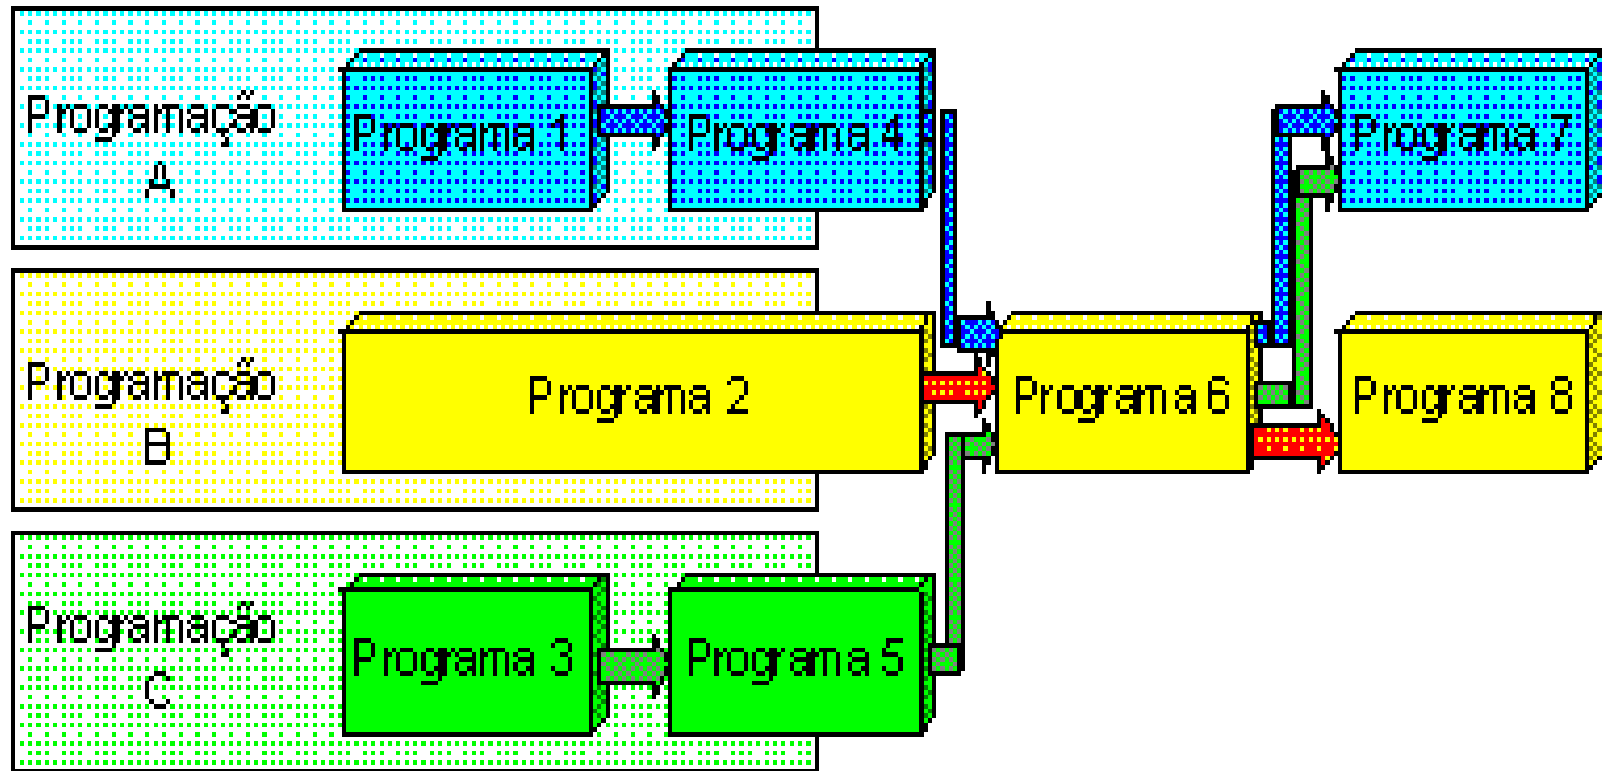 Programação
A
Programa 1
Programa 4
Programa 7
Programação
B
Programa 2
Programa 6
Programa 8
Programação
C
Programa 3
Programa 5